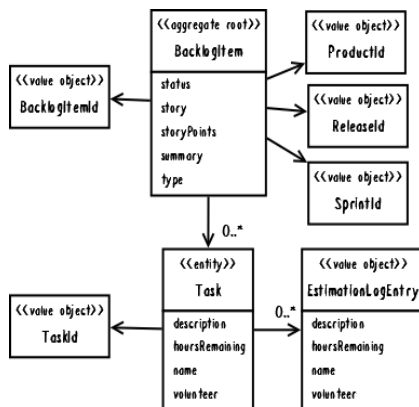 <<aggregate root>>
BacklogItem
status
story
storyPoints
summary
type
<<value object>>
ProductId
<<value object>>
BacklogItemId
<<value object>>
ReleaseId
<<value object>>
SprintId
0..*
<<entity>>
Task
description
hoursRemaining
name
volunteer
<<value object>>
TaskId
0..*
<<value object>>
EstimationLogEntry
description
hoursRemaining
name
volunteer